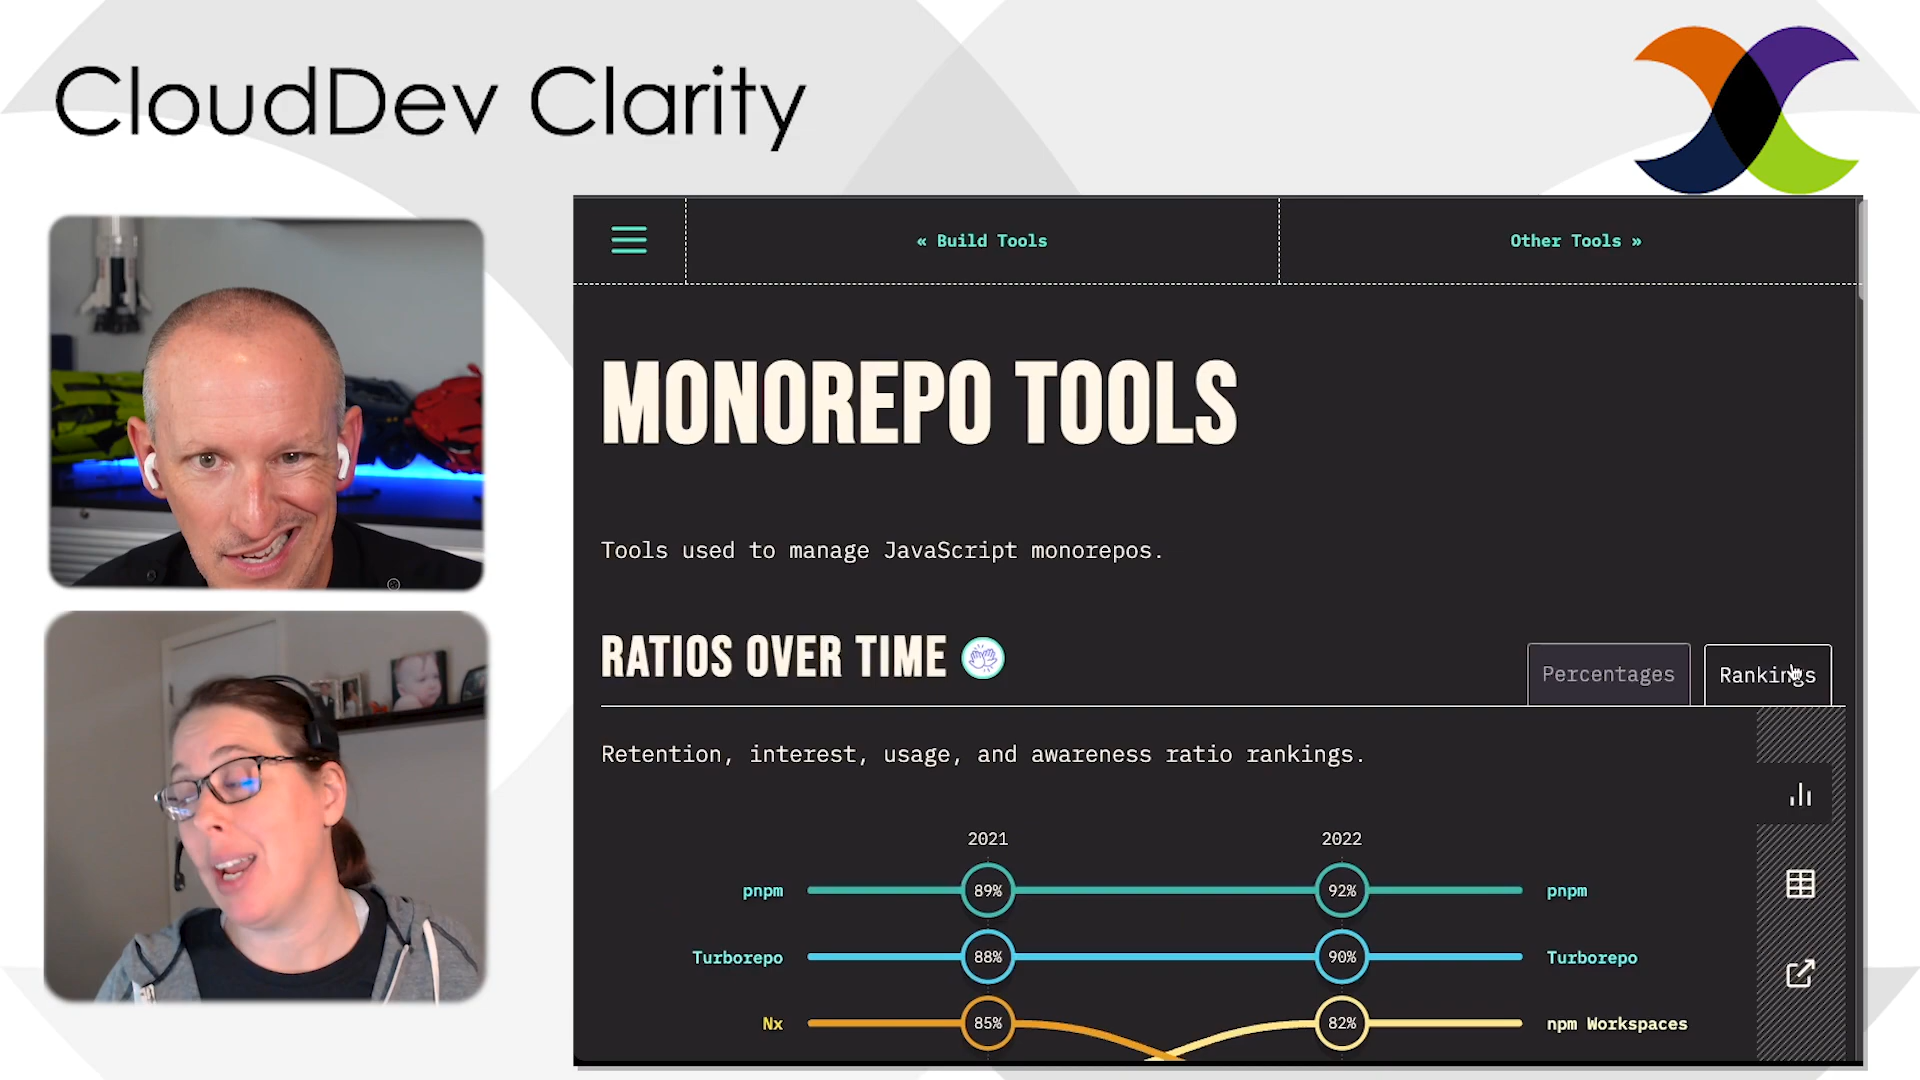 CloudDev Clarity
« Build Tools
Other Tools »
MONOREPO TOOLS
Tools used to manage JavaScript monorepos.
RATIOS OVER TIME
Percentages
Rankings
Retention, interest, usage, and awareness ratio rankings.
2021 2022
pnpm 89% 92% pnpm
Turborepo 88% 90% Turborepo
Nx 85% 82% npm Workspaces